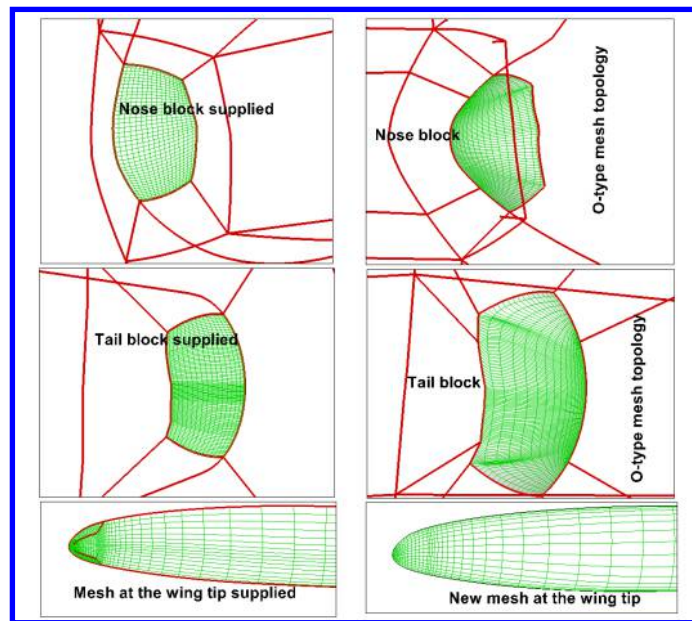 Nose block supplied
Nose block
O-type mesh topology
Tail block supplied
Tail block
O-type mesh topology
Mesh at the wing tip supplied
New mesh at the wing tip